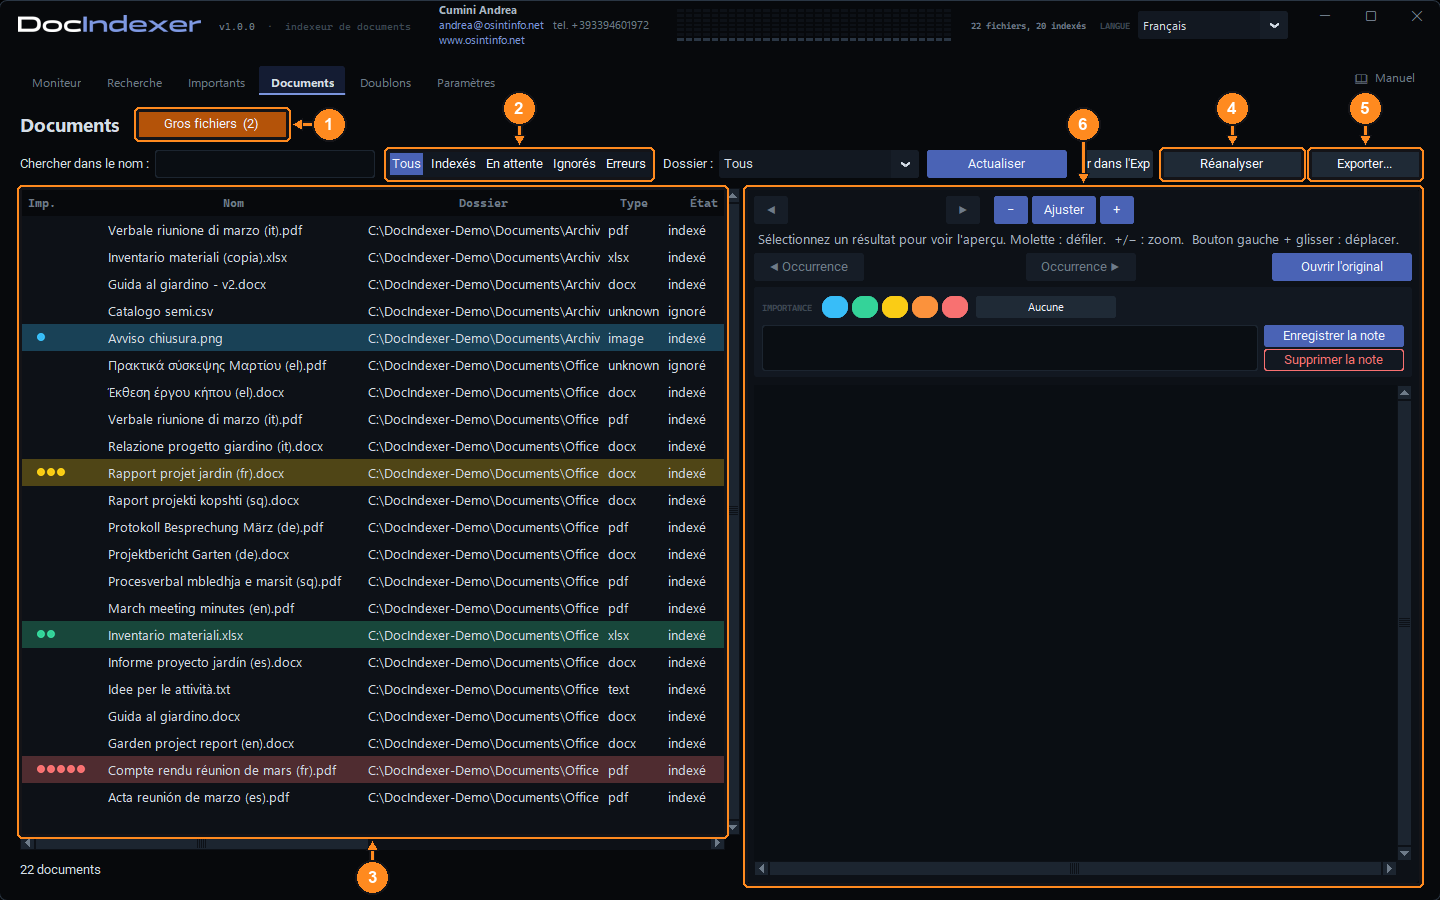 DocIndexer v1.0.0 · indexeur de documents
Cumini Andrea
andrea@osintinfo.net tel. +393394601972
www.osintinfo.net
22 fichiers, 20 indexés LANGUE Français
Moniteur Recherche Importants Documents Doublons Paramètres Manuel
Documents Gros fichiers (2) 1 2 6 4 5
Chercher dans le nom : Tous Indexés En attente Ignorés Erreurs Dossier : Tous Actualiser r dans l'Exp Réanalyser Exporter...
Imp. Nom Dossier Type État
Verbale riunione di marzo (it).pdf C:\DocIndexer-Demo\Documents\Archiv pdf indexé
Inventario materiali (copia).xlsx C:\DocIndexer-Demo\Documents\Archiv xlsx indexé
Guida al giardino - v2.docx C:\DocIndexer-Demo\Documents\Archiv docx indexé
Catalogo semi.csv C:\DocIndexer-Demo\Documents\Archiv unknown ignoré
Avviso chiusura.png C:\DocIndexer-Demo\Documents\Archiv image indexé
Πρακτικά σύσκεψης Μαρτίου (el).pdf C:\DocIndexer-Demo\Documents\Office unknown ignoré
Έκθεση έργου κήπου (el).docx C:\DocIndexer-Demo\Documents\Office docx indexé
Verbale riunione di marzo (it).pdf C:\DocIndexer-Demo\Documents\Office pdf indexé
Relazione progetto giardino (it).docx C:\DocIndexer-Demo\Documents\Office docx indexé
Rapport projet jardin (fr).docx C:\DocIndexer-Demo\Documents\Office docx indexé
Raport projekti kopshti (sq).docx C:\DocIndexer-Demo\Documents\Office docx indexé
Protokoll Besprechung März (de).pdf C:\DocIndexer-Demo\Documents\Office pdf indexé
Projektbericht Garten (de).docx C:\DocIndexer-Demo\Documents\Office docx indexé
Procesverbal mbledhja e marsit (sq).pdf C:\DocIndexer-Demo\Documents\Office pdf indexé
March meeting minutes (en).pdf C:\DocIndexer-Demo\Documents\Office pdf indexé
Inventario materiali.xlsx C:\DocIndexer-Demo\Documents\Office xlsx indexé
Informe proyecto jardín (es).docx C:\DocIndexer-Demo\Documents\Office docx indexé
Idee per le attività.txt C:\DocIndexer-Demo\Documents\Office text indexé
Guida al giardino.docx C:\DocIndexer-Demo\Documents\Office docx indexé
Garden project report (en).docx C:\DocIndexer-Demo\Documents\Office docx indexé
Compte rendu réunion de mars (fr).pdf C:\DocIndexer-Demo\Documents\Office pdf indexé
Acta reunión de marzo (es).pdf C:\DocIndexer-Demo\Documents\Office pdf indexé
22 documents
3
◀ ▶ − Ajuster +
Sélectionnez un résultat pour voir l'aperçu. Molette : défiler. +/− : zoom. Bouton gauche + glisser : déplacer.
◀ Occurrence Occurrence ▶ Ouvrir l'original
IMPORTANCE Aucune
Enregistrer la note
Supprimer la note